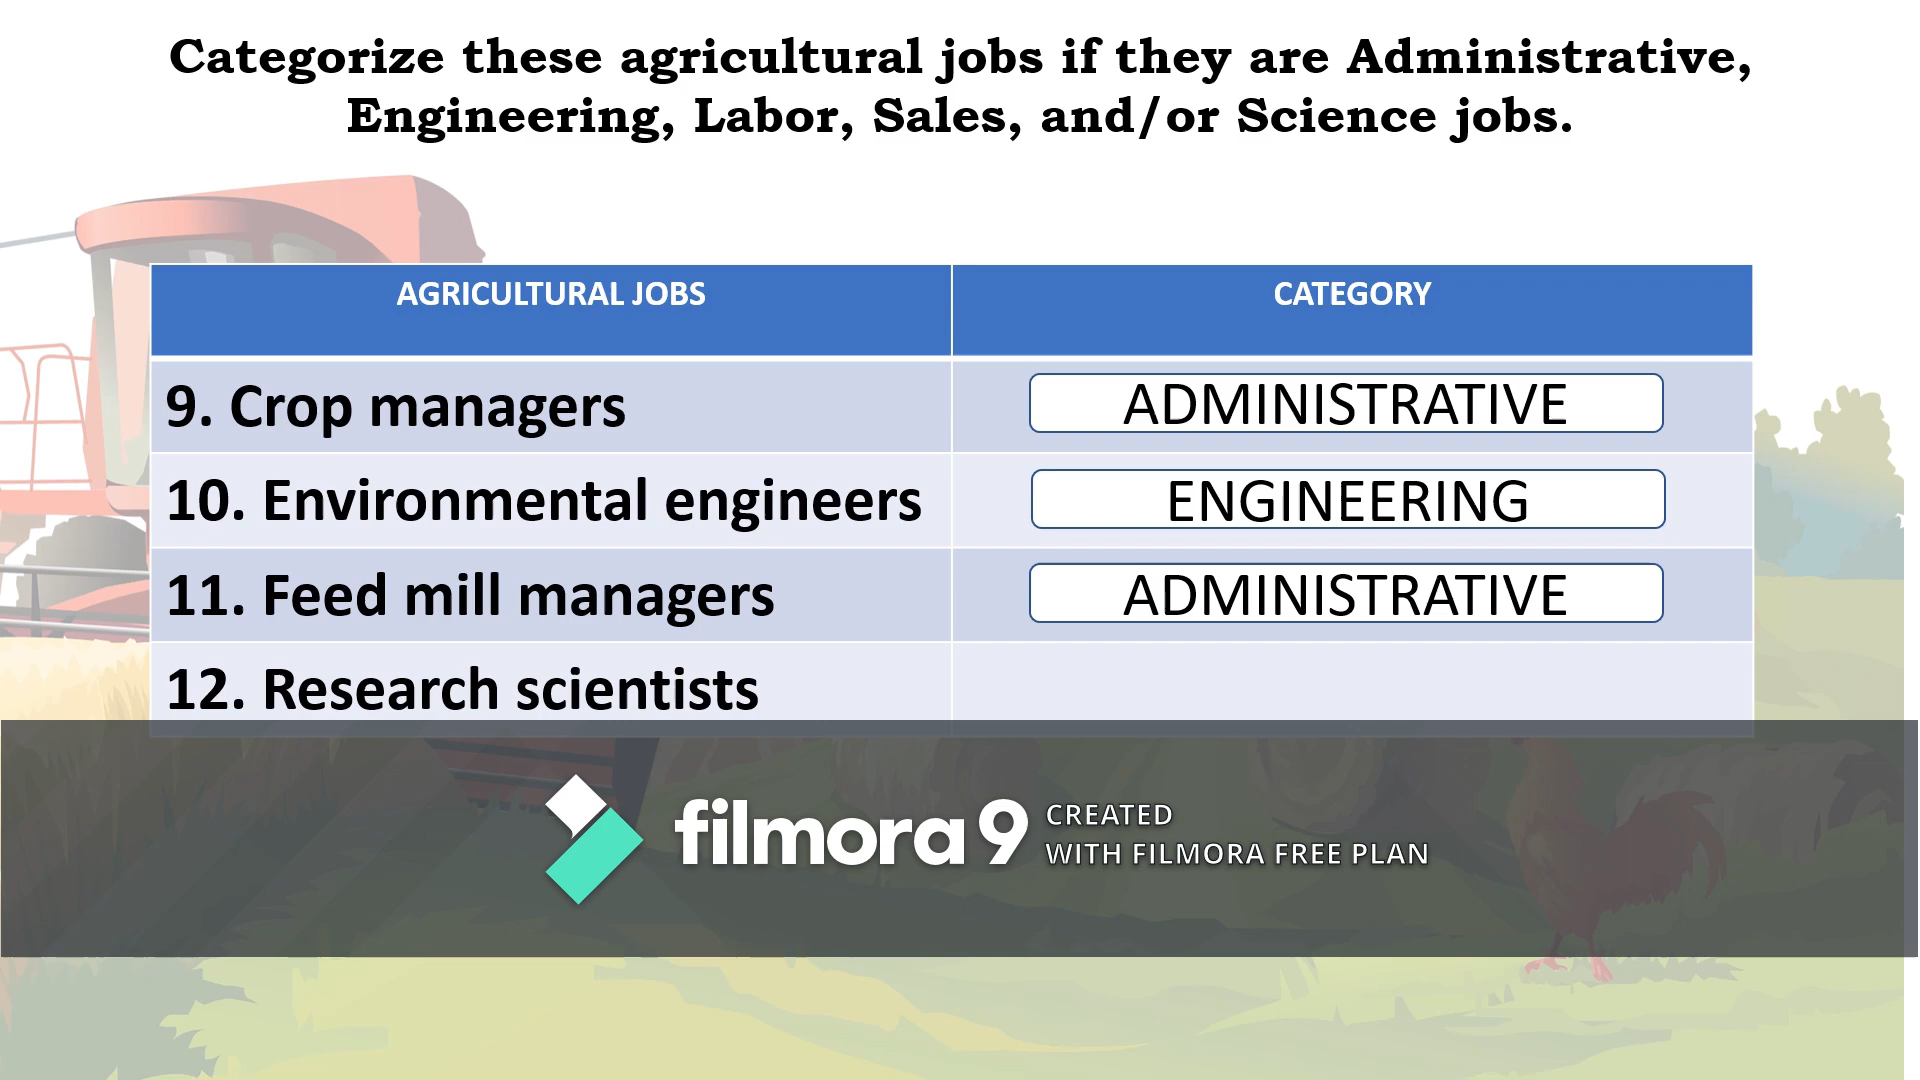 Categorize these agricultural jobs if they are Administrative,
Engineering, Labor, Sales, and/or Science jobs.
AGRICULTURAL JOBS
CATEGORY
9. Crop managers
ADMINISTRATIVE
10. Environmental engineers
ENGINEERING
11. Feed mill managers
ADMINISTRATIVE
12. Research scientists
filmora 9
CREATED
WITH FILMORA FREE PLAN